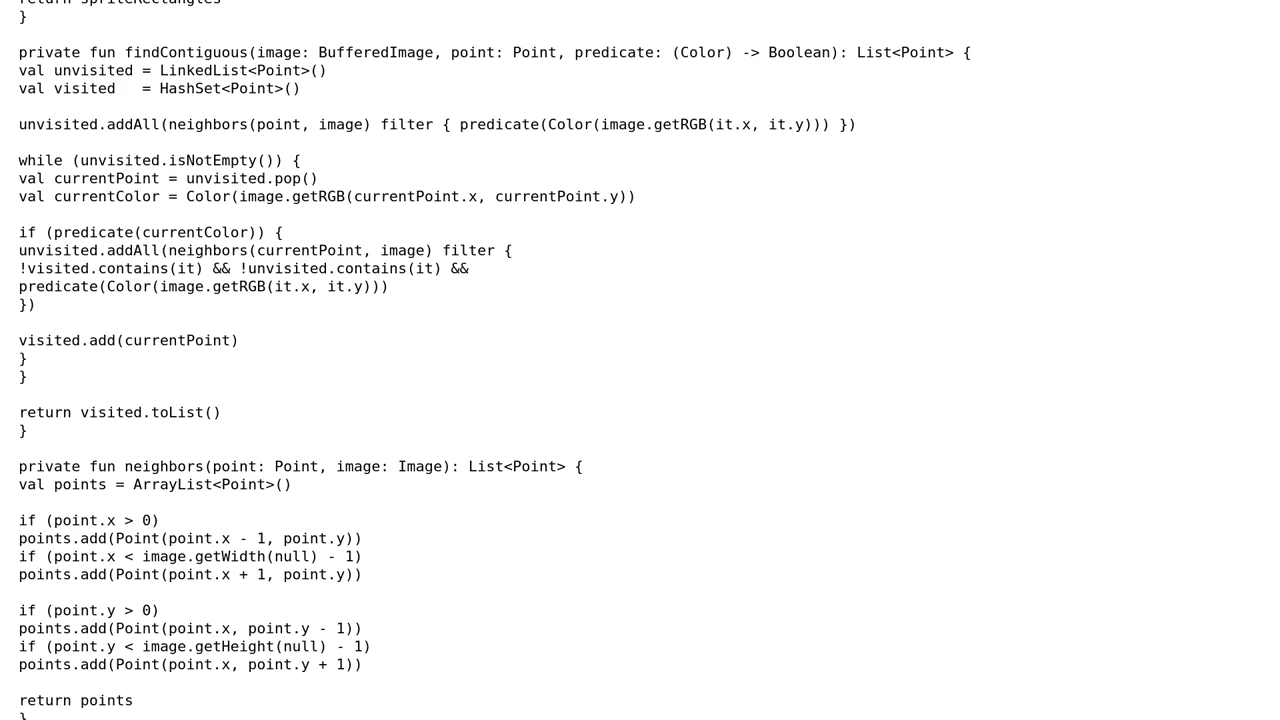 return spriteRectangles
}
private fun findContiguous(image: BufferedImage, point: Point, predicate: (Color) -> Boolean): List<Point> {
val unvisited = LinkedList<Point>()
val visited   = HashSet<Point>()
unvisited.addAll(neighbors(point, image) filter { predicate(Color(image.getRGB(it.x, it.y))) })
while (unvisited.isNotEmpty()) {
val currentPoint = unvisited.pop()
val currentColor = Color(image.getRGB(currentPoint.x, currentPoint.y))
if (predicate(currentColor)) {
unvisited.addAll(neighbors(currentPoint, image) filter {
!visited.contains(it) && !unvisited.contains(it) &&
predicate(Color(image.getRGB(it.x, it.y)))
})
visited.add(currentPoint)
}
}
return visited.toList()
}
private fun neighbors(point: Point, image: Image): List<Point> {
val points = ArrayList<Point>()
if (point.x > 0)
points.add(Point(point.x - 1, point.y))
if (point.x < image.getWidth(null) - 1)
points.add(Point(point.x + 1, point.y))
if (point.y > 0)
points.add(Point(point.x, point.y - 1))
if (point.y < image.getHeight(null) - 1)
points.add(Point(point.x, point.y + 1))
return points
}